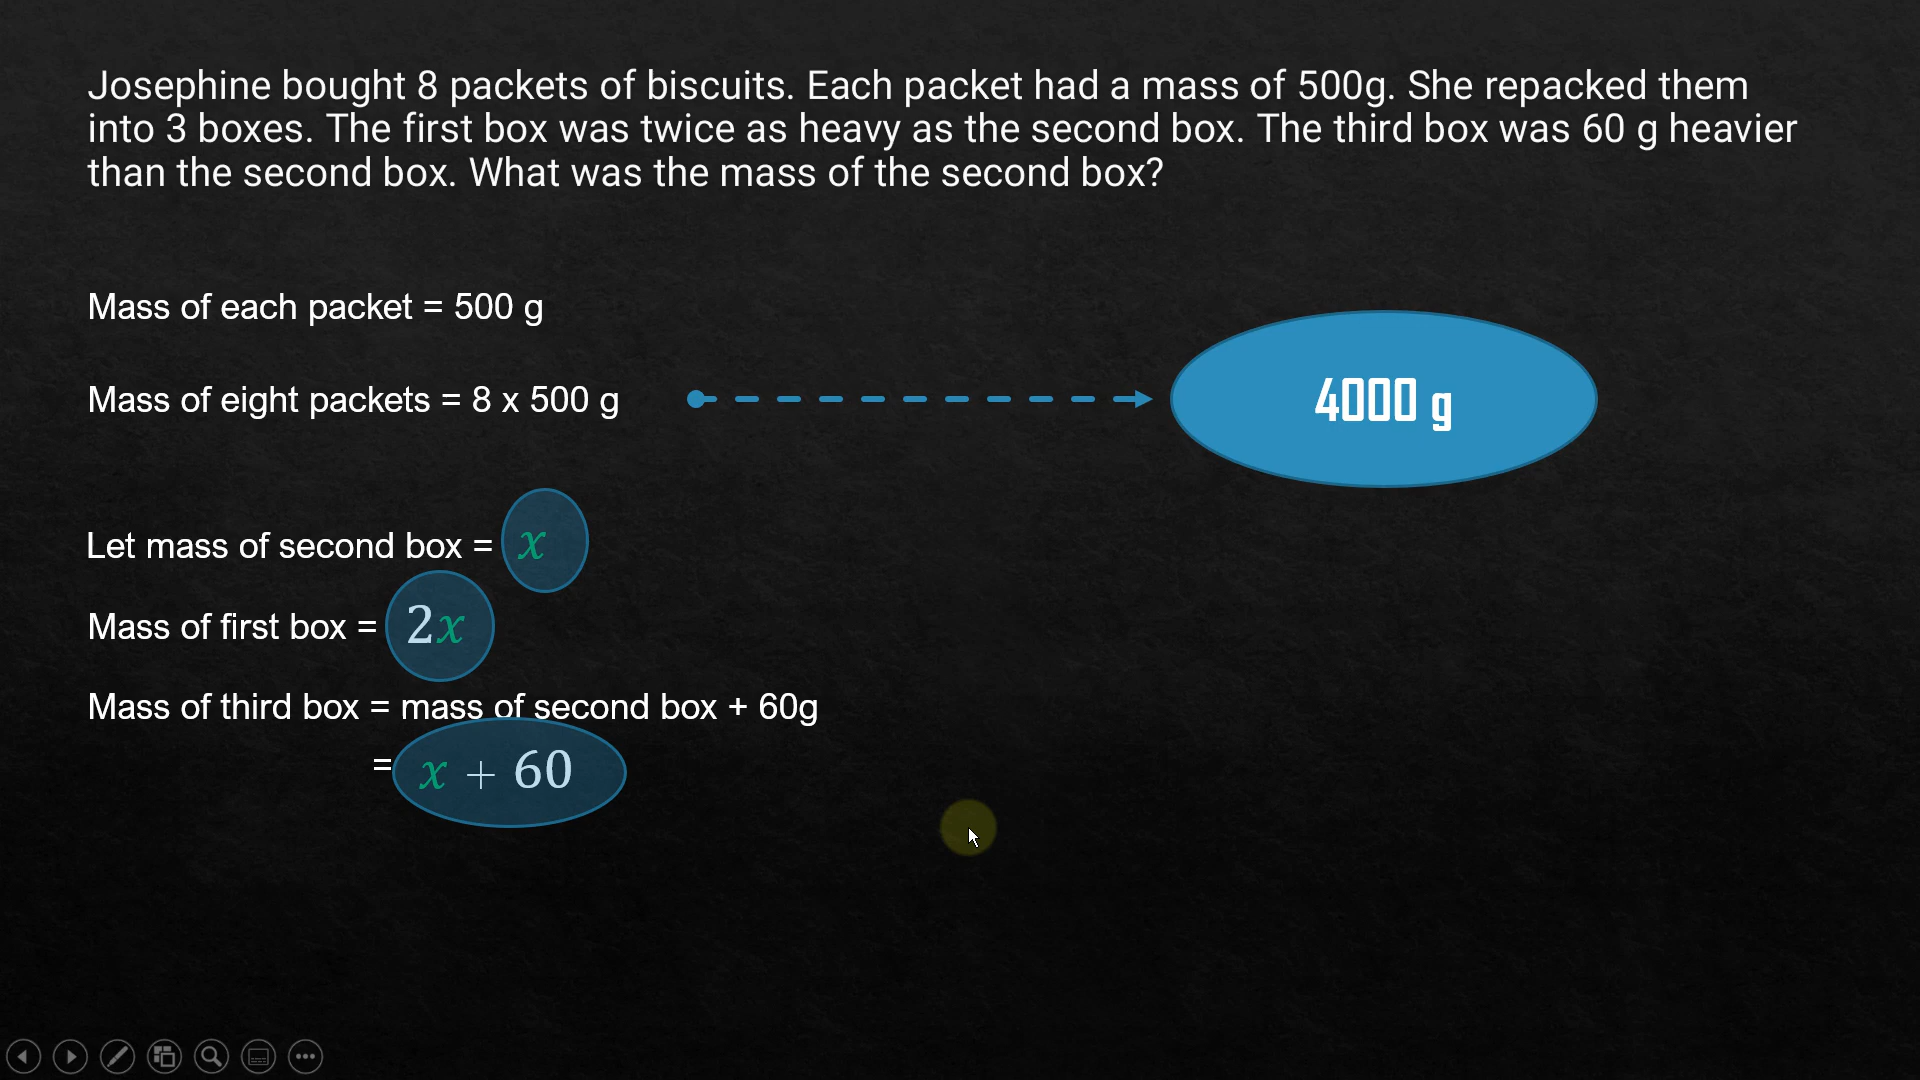 Josephine bought 8 packets of biscuits. Each packet had a mass of 500g. She repacked them
into 3 boxes. The first box was twice as heavy as the second box. The third box was 60 g heavier
than the second box. What was the mass of the second box?
Mass of each packet = 500 g
Mass of eight packets = 8 x 500 g
4000 g
Let mass of second box = x
Mass of first box = 2x
Mass of third box = mass of second box + 60g
= x + 60